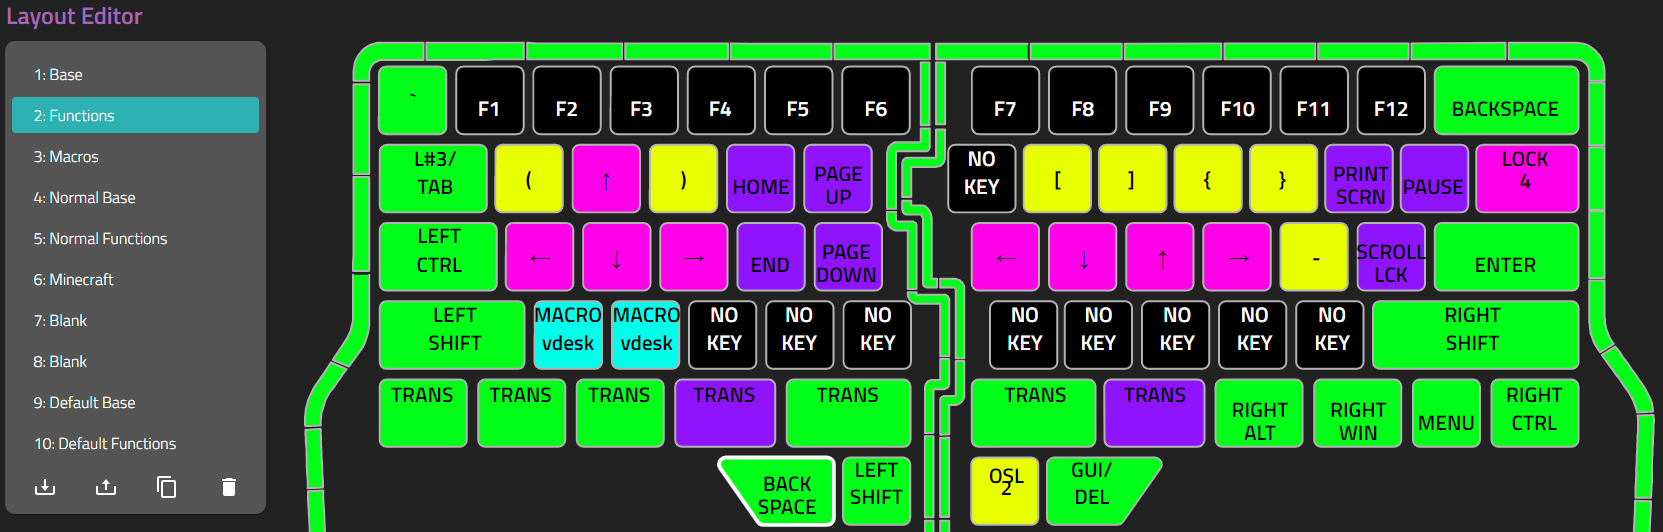 Layout Editor
1: Base
2: Functions
3: Macros
4: Normal Base
5: Normal Functions
6: Minecraft
7: Blank
8: Blank
9: Default Base
10: Default Functions
` F1 F2 F3 F4 F5 F6 F7 F8 F9 F10 F11 F12 BACKSPACE
L#3/
TAB
( ↑ ) HOME
PAGE
UP
NO
KEY
[ ] { }
PRINT
SCRN
PAUSE
LOCK
4
LEFT
CTRL
← ↓ → END
PAGE
DOWN
← ↓ ↑ → -
SCROLL
LCK
ENTER
LEFT
SHIFT
MACRO
vdesk
MACRO
vdesk
NO
KEY
NO
KEY
NO
KEY
NO
KEY
NO
KEY
NO
KEY
NO
KEY
NO
KEY
RIGHT
SHIFT
TRANS TRANS TRANS TRANS TRANS TRANS TRANS
RIGHT
ALT
RIGHT
WIN
MENU
RIGHT
CTRL
BACK
SPACE
LEFT
SHIFT
OSL
2
GUI/
DEL